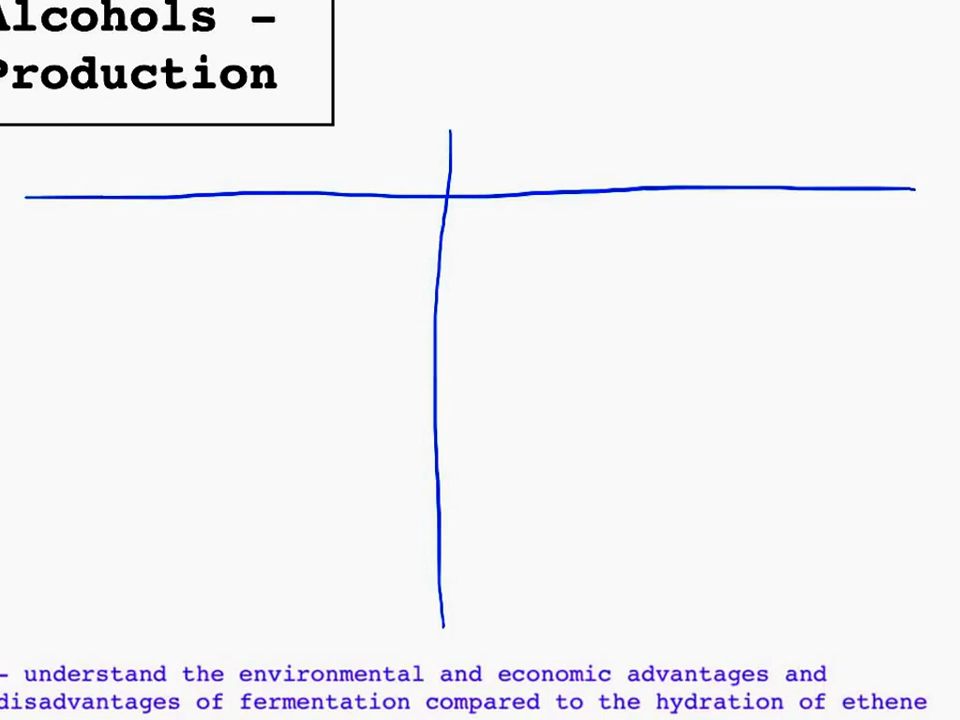 Alcohols -
Production
- understand the environmental and economic advantages and
disadvantages of fermentation compared to the hydration of ethene